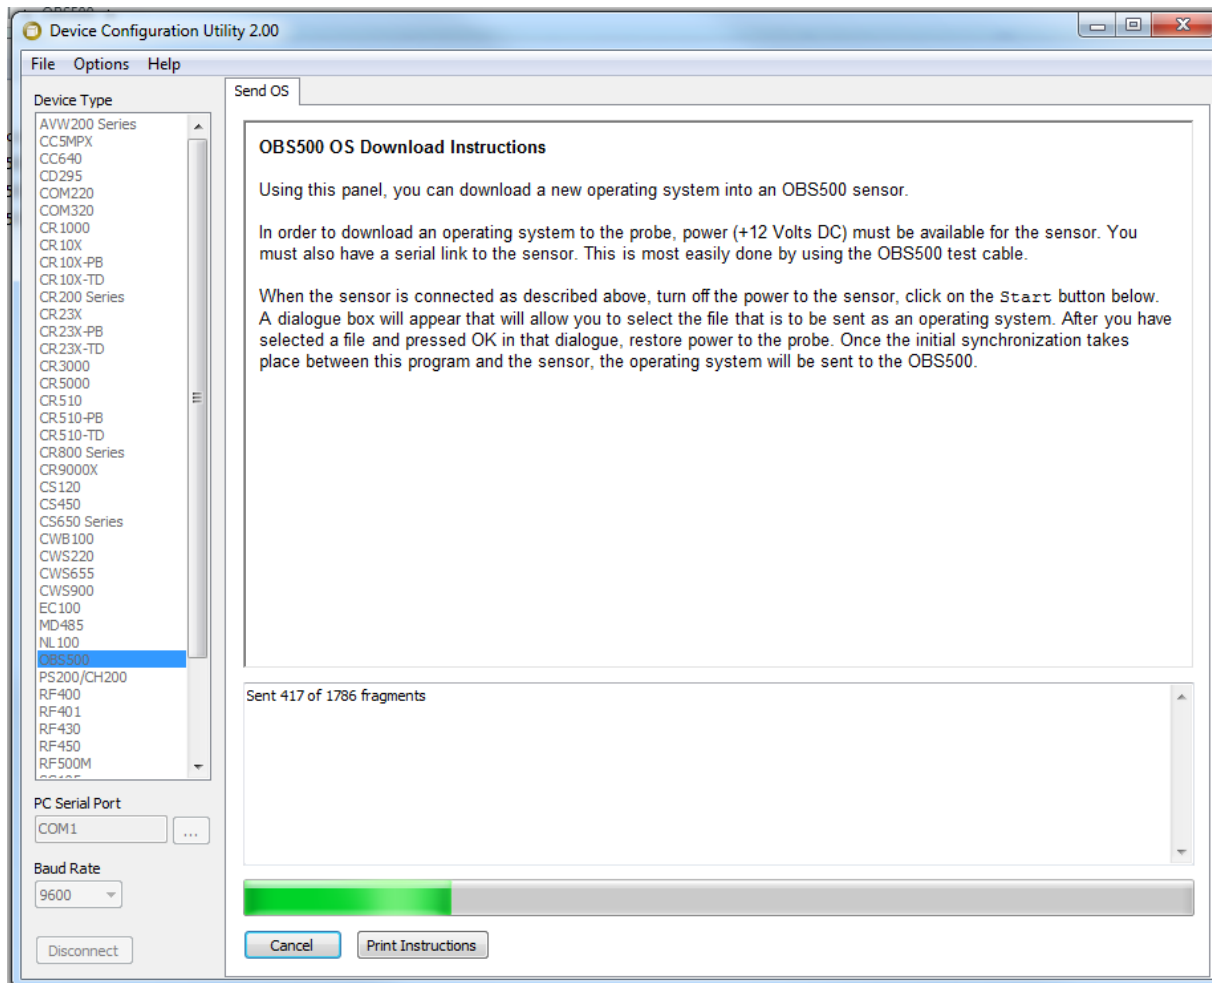 Device Configuration Utility 2.00
File Options Help
Device Type
AVW200 Series
CC5MPX
CC640
CD295
COM220
COM320
CR1000
CR10X
CR10X-PB
CR10X-TD
CR200 Series
CR23X
CR23X-PB
CR23X-TD
CR3000
CR5000
CR510
CR510-PB
CR510-TD
CR800 Series
CR9000X
CS120
CS450
CS650 Series
CWB100
CWS220
CWS655
CWS900
EC100
MD485
NL100
OBS500
PS200/CH200
RF400
RF401
RF430
RF450
RF500M
PC Serial Port
COM1
...
Baud Rate
9600
Disconnect
Send OS
OBS500 OS Download Instructions
Using this panel, you can download a new operating system into an OBS500 sensor.
In order to download an operating system to the probe, power (+12 Volts DC) must be available for the sensor. You
must also have a serial link to the sensor. This is most easily done by using the OBS500 test cable.
When the sensor is connected as described above, turn off the power to the sensor, click on the Start button below.
A dialogue box will appear that will allow you to select the file that is to be sent as an operating system. After you have
selected a file and pressed OK in that dialogue, restore power to the probe. Once the initial synchronization takes
place between this program and the sensor, the operating system will be sent to the OBS500.
Sent 417 of 1786 fragments
Cancel
Print Instructions